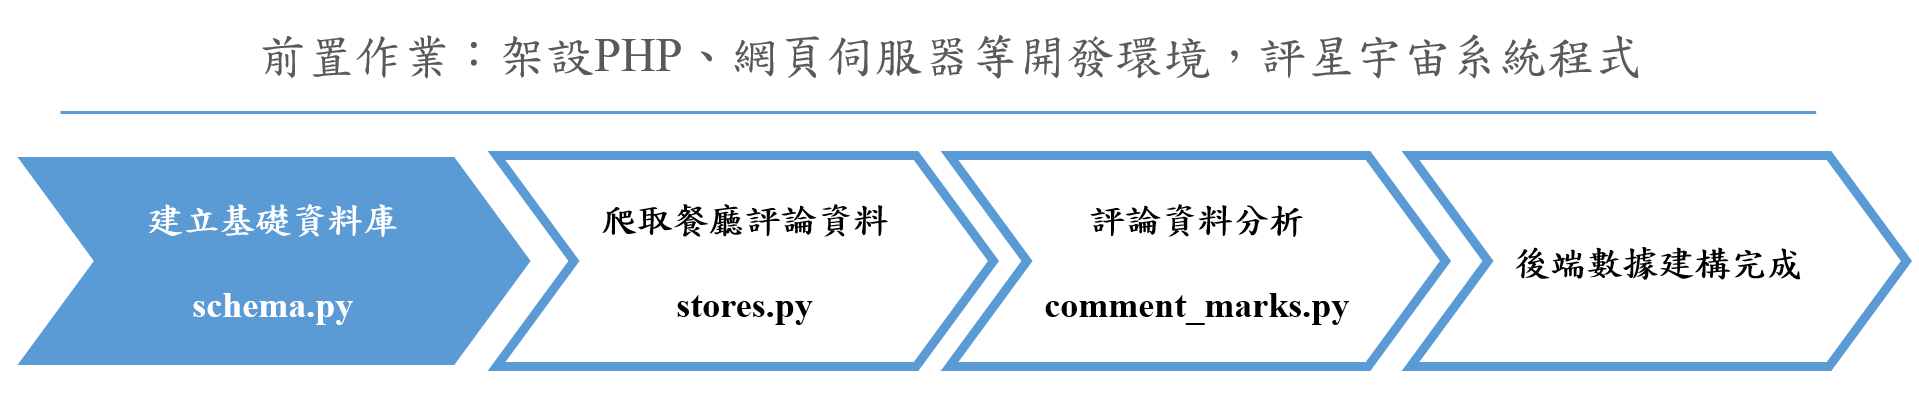 前置作業：架設PHP、網頁伺服器等開發環境，評星宇宙系統程式
建立基礎資料庫
schema.py
爬取餐廳評論資料
stores.py
評論資料分析
comment_marks.py
後端數據建構完成